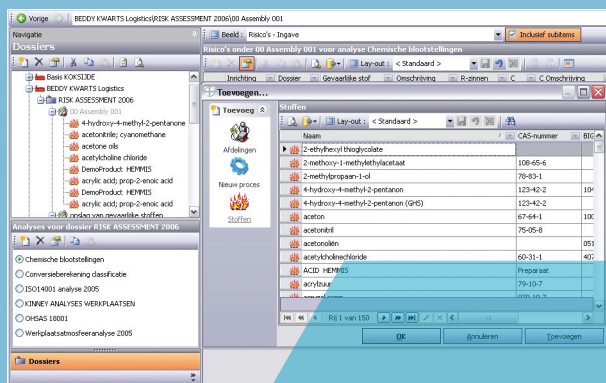 Vorige
BEDDY KWARTS Logistics\RISK ASSESSMENT 2006\00 Assembly 001
Navigatie
Dossiers
Basis KOKSIJDE
BEDDY KWARTS Logistics
RISK ASSESSMENT 2006
00 Assembly 001
4-hydroxy-4-methyl-2-pentanone
acetonitrile; cyanomethane
acetone oils
acetylcholine chloride
DemoProduct HEMMIS
acrylic acid; prop-2-enoic acid
DemoProduct HEMMIS
acrylic acid; prop-2-enoic acid
opslag van gevaarlijke stoffen
Analyses voor dossier RISK ASSESSMENT 2006
Chemische blootstellingen
Conversieberekening classificatie
ISO14001 analyse 2005
KINNEY ANALYSES WERKPLAATSEN
OHSAS 18001
Werkplaatsatmosfeeranalyse 2005
Dossiers
Beeld : Risico's - Ingave
Inclusief subitems
Risico's onder 00 Assembly 001 voor analyse Chemische blootstellingen
Lay-out : < Standaard >
Inrichting Dossier Gevaarlijke stof Omschrijving R-zinnen C C Omschrijving
Toevoegen...
Toevoeg
Afdelingen
Nieuw proces
Stoffen
Stoffen
Lay-out : < Standaard >
Naam CAS-nummer BIG
2-ethylhexyl thioglycolate
2-methoxy-1-methylethylacetaat 108-65-6
2-methylpropaan-1-ol 78-83-1
4-hydroxy-4-methyl-2-pentanon 123-42-2 104
4-hydroxy-4-methyl-2-pentanon (GHS) 123-42-2
aceton 67-64-1 100
acetonitril 75-05-8
acetonoliën 051
acetylcholinechloride 60-31-1 407
ACID HEMMIS Preparaat
acrylzuur 79-10-7
Rij 1 van 150
OK Annuleren Toevoegen